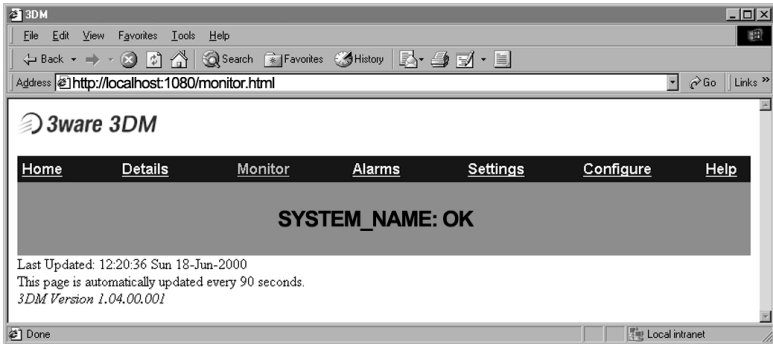 3DM
File Edit View Favorites Tools Help
Back Search Favorites History
Address http://localhost:1080/monitor.html Go Links »
3ware 3DM
Home Details Monitor Alarms Settings Configure Help
SYSTEM_NAME: OK
Last Updated: 12:20:36 Sun 18-Jun-2000
This page is automatically updated every 90 seconds.
3DM Version 1.04.00.001
Done Local intranet